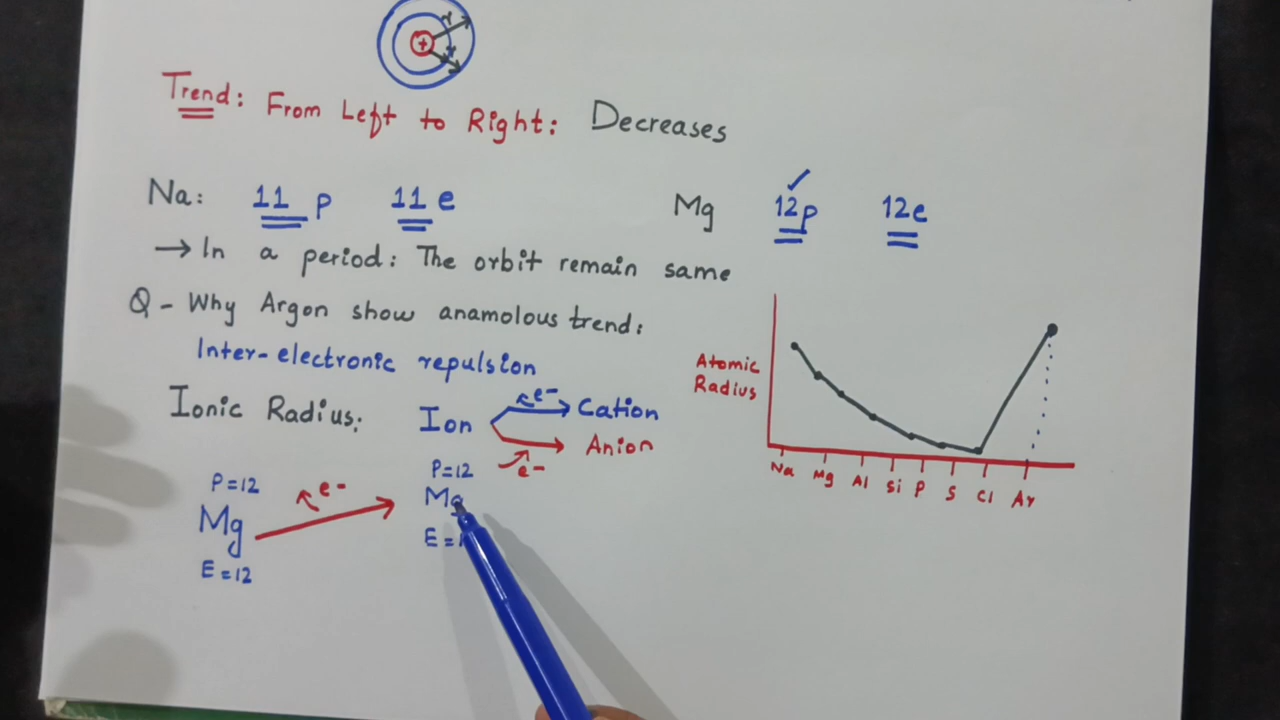 +
r r
Trend: From Left to Right: Decreases
Na: 11 p 11 e
Mg 12p 12e
→ In a period: The orbit remain same
Q - Why Argon show anamolous trend:
Inter-electronic repulsion
Ionic Radius:
Ion e- Cation
e- Anion
P=12
Mg
E=12
e-
P=12
Mg
E =
Atomic
Radius
Na Mg Al Si P S Cl Ar